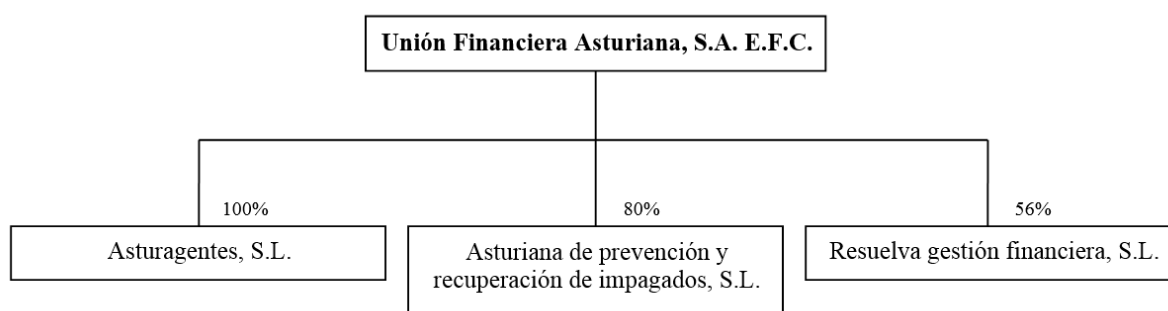 Unión Financiera Asturiana, S.A. E.F.C.
100%
80%
56%
Asturagentes, S.L.
Asturiana de prevención y
recuperación de impagados, S.L.
Resuelva gestión financiera, S.L.